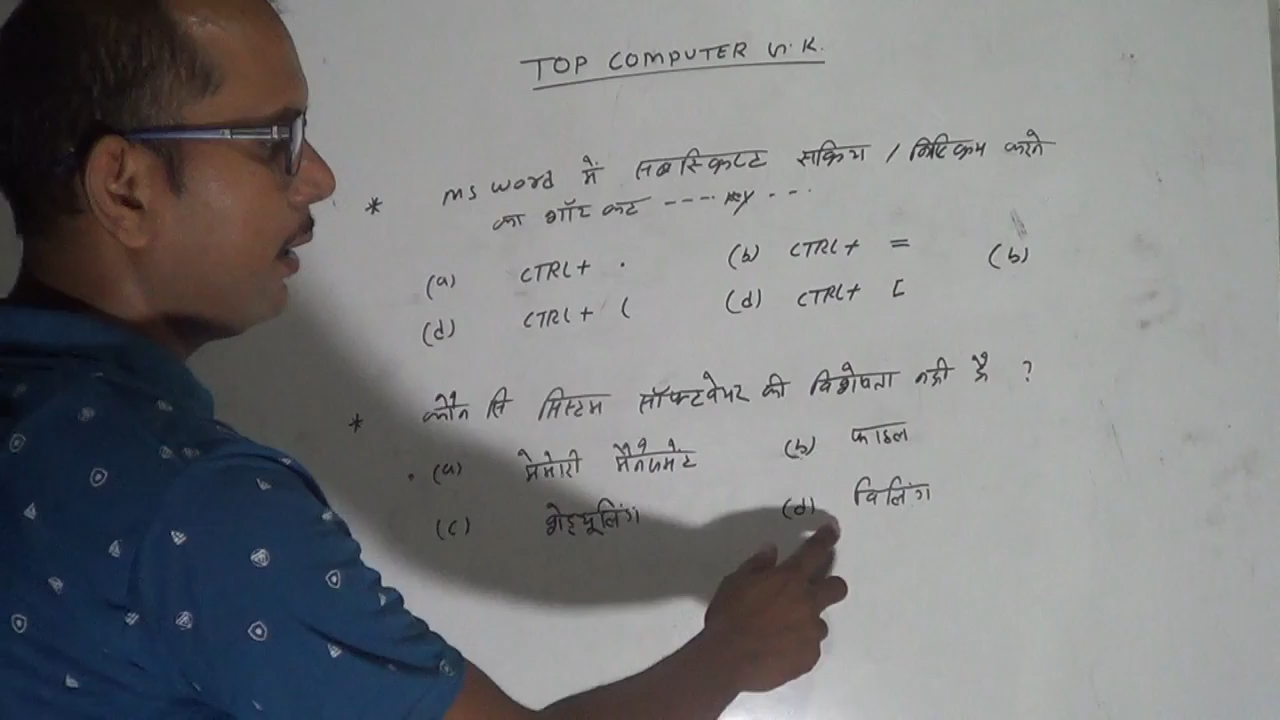 TOP COMPUTER G.K.
* MS Word में सबस्क्रिप्ट सक्रिय / निष्क्रिय करने
का शॉर्ट कट ---- key ---
(a) CTRL+ . (b) CTRL+ = (b)
(d) CTRL+ ( (d) CTRL+ [
* कौन सि सिस्टम सॉफ्टवेयर की विशेषता नही है ?
(a) मेमोरी मैनेजमेंट (b) फाइल
(c) शेड्यूलिंग (d) विलिंग